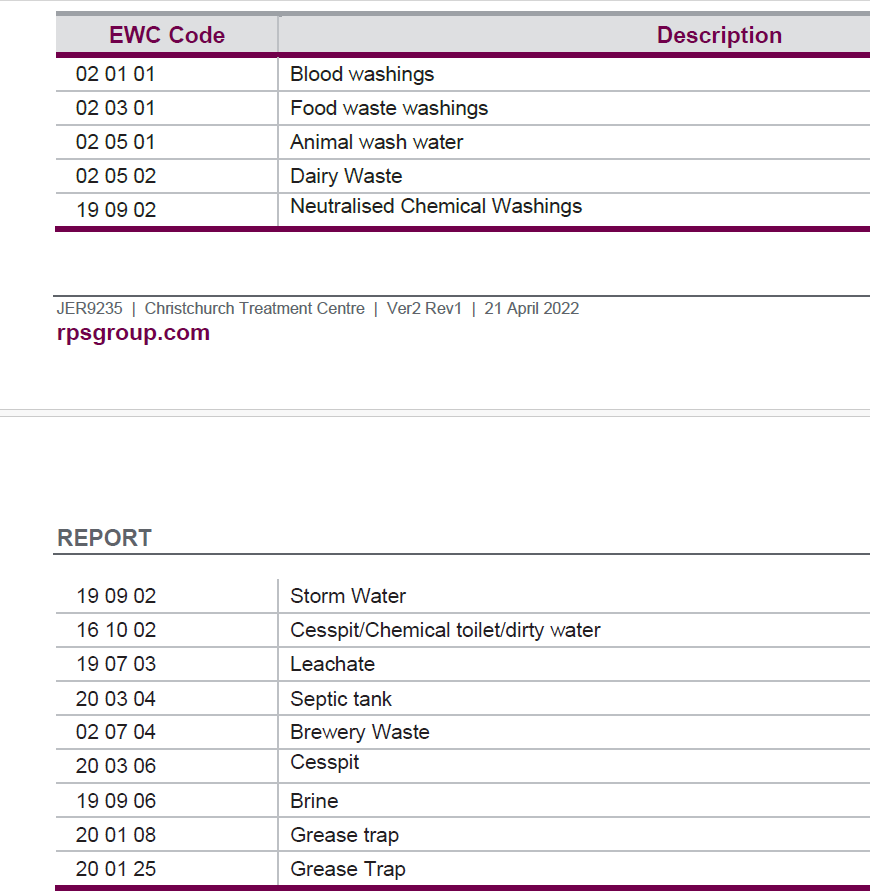 EWC Code Description
02 01 01 Blood washings
02 03 01 Food waste washings
02 05 01 Animal wash water
02 05 02 Dairy Waste
19 09 02 Neutralised Chemical Washings
JER9235 | Christchurch Treatment Centre | Ver2 Rev1 | 21 April 2022
rpsgroup.com
REPORT
19 09 02 Storm Water
16 10 02 Cesspit/Chemical toilet/dirty water
19 07 03 Leachate
20 03 04 Septic tank
02 07 04 Brewery Waste
20 03 06 Cesspit
19 09 06 Brine
20 01 08 Grease trap
20 01 25 Grease Trap